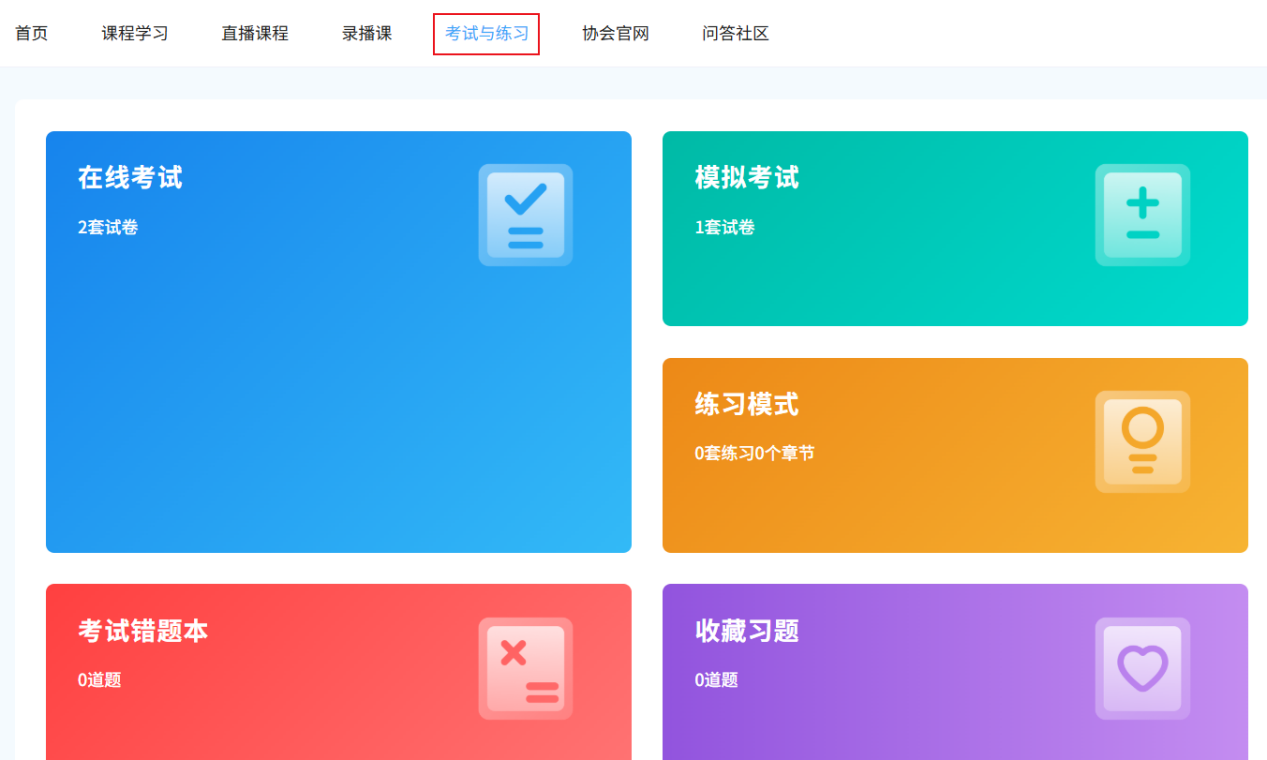 首页 课程学习 直播课程 录播课 考试与练习 协会官网 问答社区
在线考试
2套试卷
模拟考试
1套试卷
练习模式
0套练习0个章节
考试错题本
0道题
收藏习题
0道题